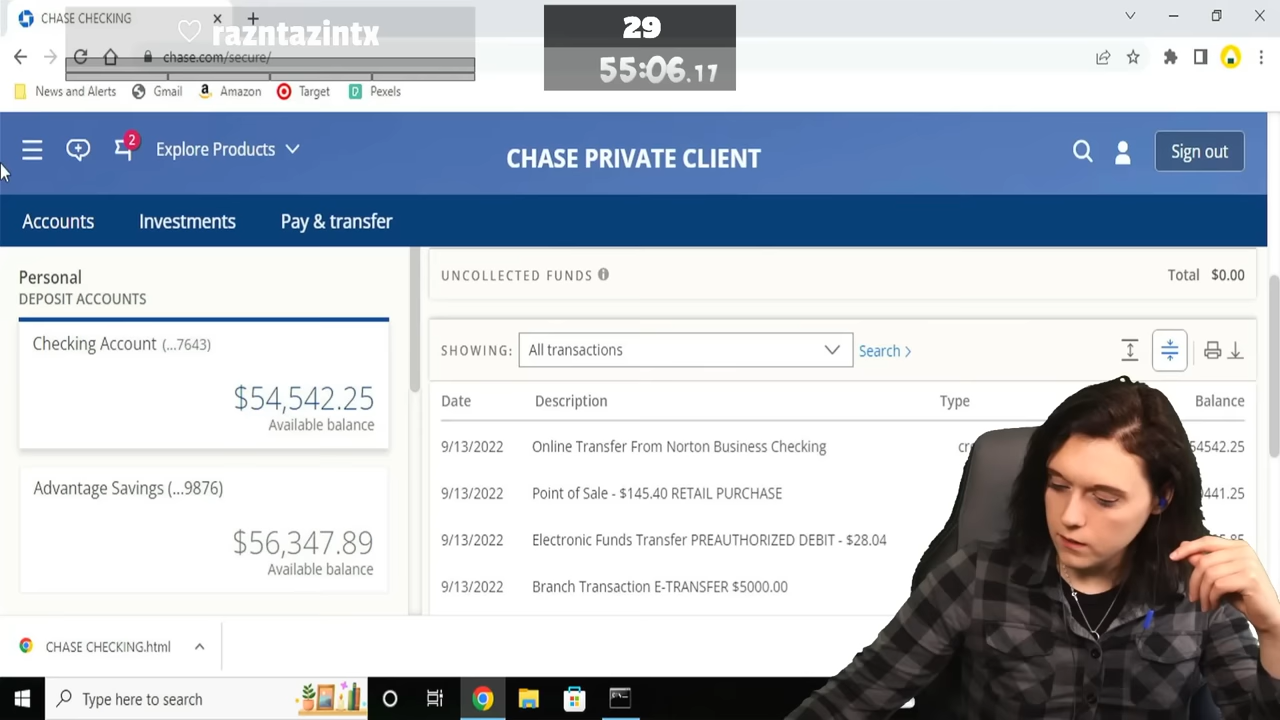 CHASE CHECKING
razntazintx
29
55:06.17
chase.com/secure/
News and Alerts Gmail Amazon Target Pexels
2
Explore Products
CHASE PRIVATE CLIENT
Sign out
Accounts Investments Pay & transfer
Personal
DEPOSIT ACCOUNTS
Checking Account (...7643)
$54,542.25
Available balance
Advantage Savings (...9876)
$56,347.89
Available balance
UNCOLLECTED FUNDS Total $0.00
SHOWING: All transactions Search
Date Description Type Balance
9/13/2022 Online Transfer From Norton Business Checking
9/13/2022 Point of Sale - $145.40 RETAIL PURCHASE
9/13/2022 Electronic Funds Transfer PREAUTHORIZED DEBIT - $28.04
9/13/2022 Branch Transaction E-TRANSFER $5000.00
CHASE CHECKING.html
Type here to search